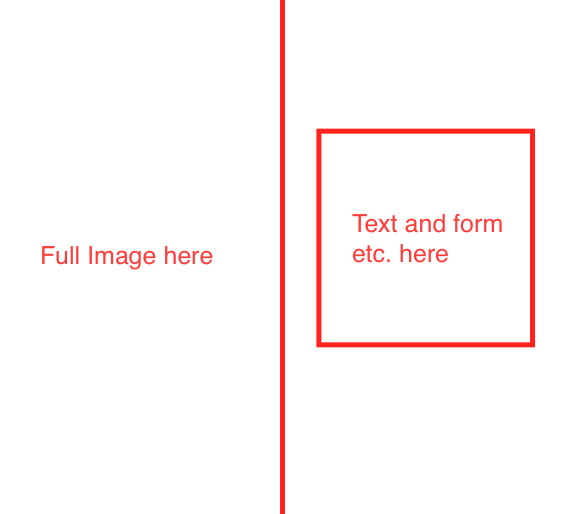 Full Image here
Text and form
etc. here